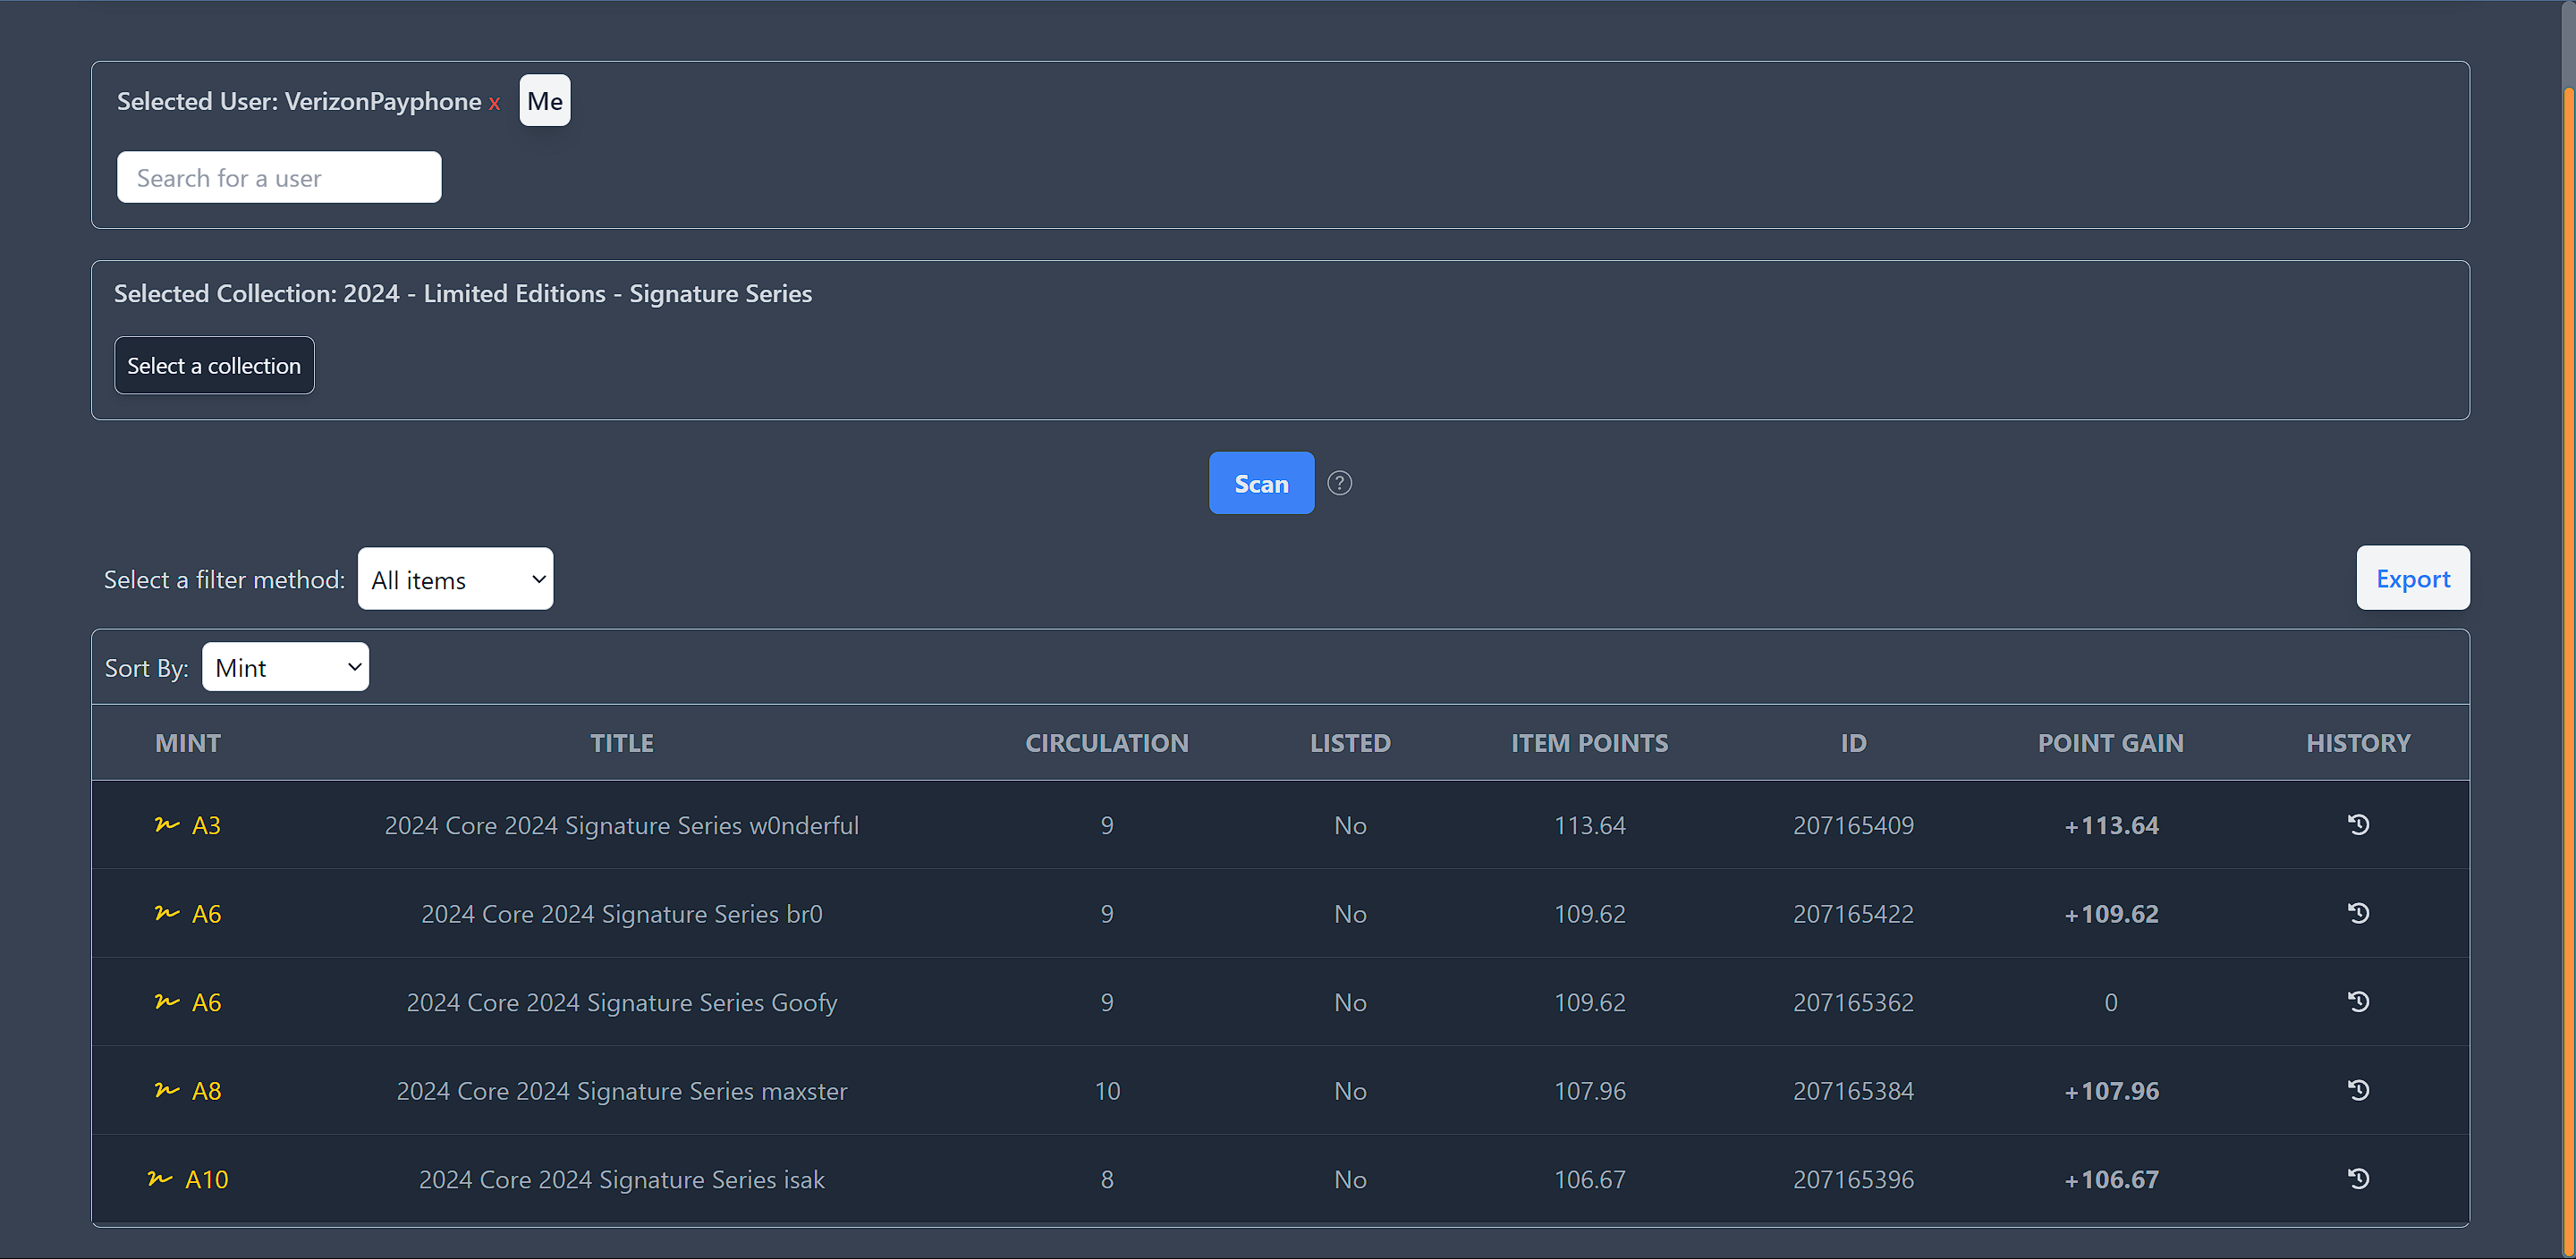 Selected User: VerizonPayphone x Me
Search for a user
Selected Collection: 2024 - Limited Editions - Signature Series
Select a collection
Scan ?
Select a filter method: All items Export
Sort By: Mint
MINT TITLE CIRCULATION LISTED ITEM POINTS ID POINT GAIN HISTORY
A3 2024 Core 2024 Signature Series w0nderful 9 No 113.64 207165409 +113.64
A6 2024 Core 2024 Signature Series br0 9 No 109.62 207165422 +109.62
A6 2024 Core 2024 Signature Series Goofy 9 No 109.62 207165362 0
A8 2024 Core 2024 Signature Series maxster 10 No 107.96 207165384 +107.96
A10 2024 Core 2024 Signature Series isak 8 No 106.67 207165396 +106.67